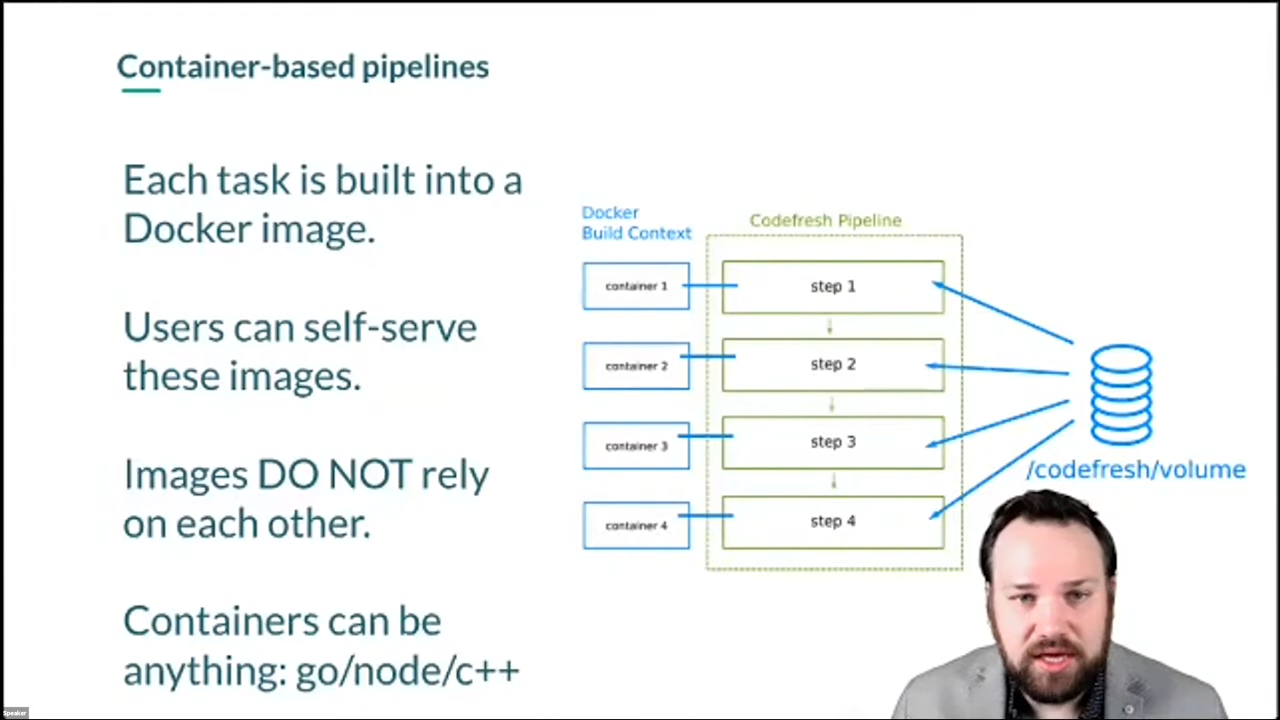 Container-based pipelines
Each task is built into a
Docker image.
Users can self-serve
these images.
Images DO NOT rely
on each other.
Containers can be
anything: go/node/c++
Docker
Build Context
Codefresh Pipeline
container 1
step 1
container 2
step 2
container 3
step 3
container 4
step 4
/codefresh/volume
Speaker